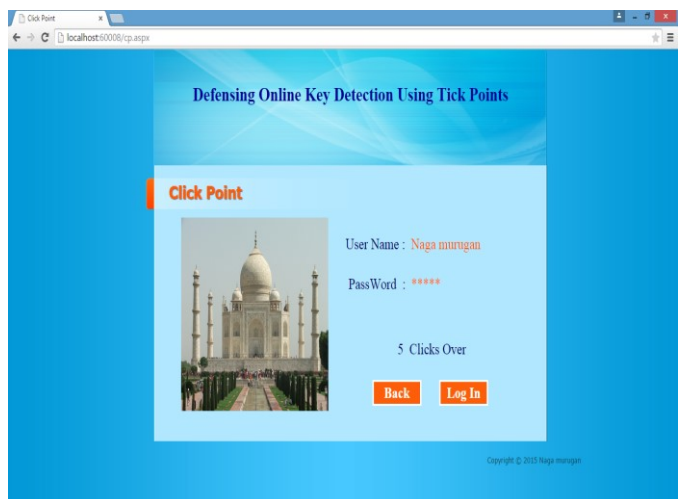 Click Point
localhost:60008/cp.aspx
Defensing Online Key Detection Using Tick Points
Click Point
User Name : Naga murugan
PassWord : *****
5 Clicks Over
Back Log In
Copyright © 2015 Naga murugan